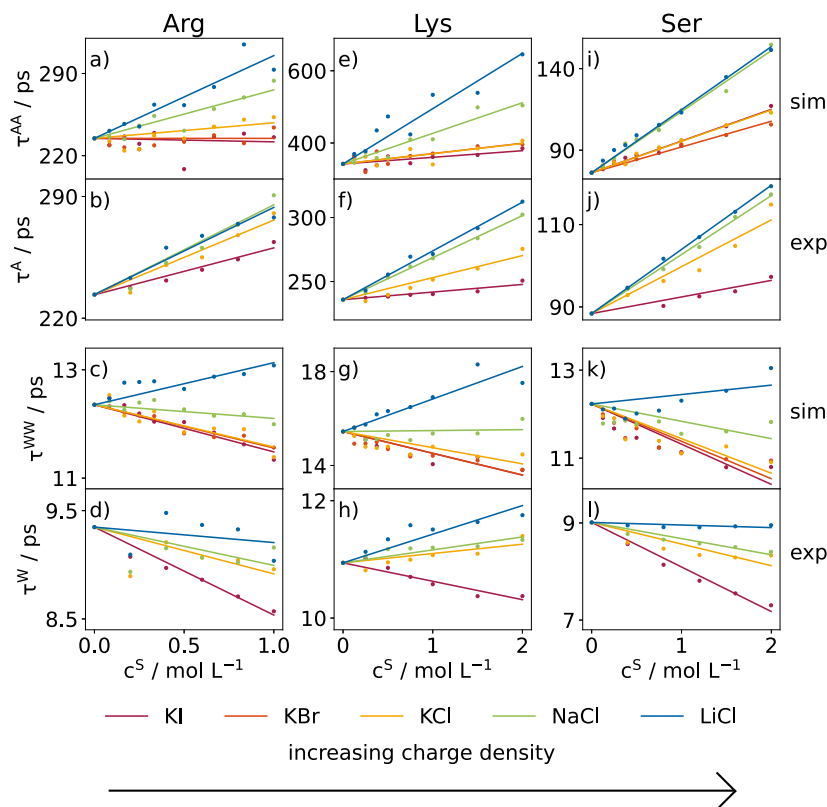 Arg Lys Ser
a) e) i)
290 600 140
220 400 90
τ^AA / ps
sim
b) f) j)
290 300 110
220 250 90
τ^A / ps
exp
c) g) k)
13 18 13
11 14 11
τ^WW / ps
sim
d) h) l)
9.5 12 9
8.5 10 7
τ^W / ps
exp
0.0 0.5 1.0 0 1 2 0 1 2
c^S / mol L^−1 c^S / mol L^−1 c^S / mol L^−1
KI KBr KCl NaCl LiCl
increasing charge density